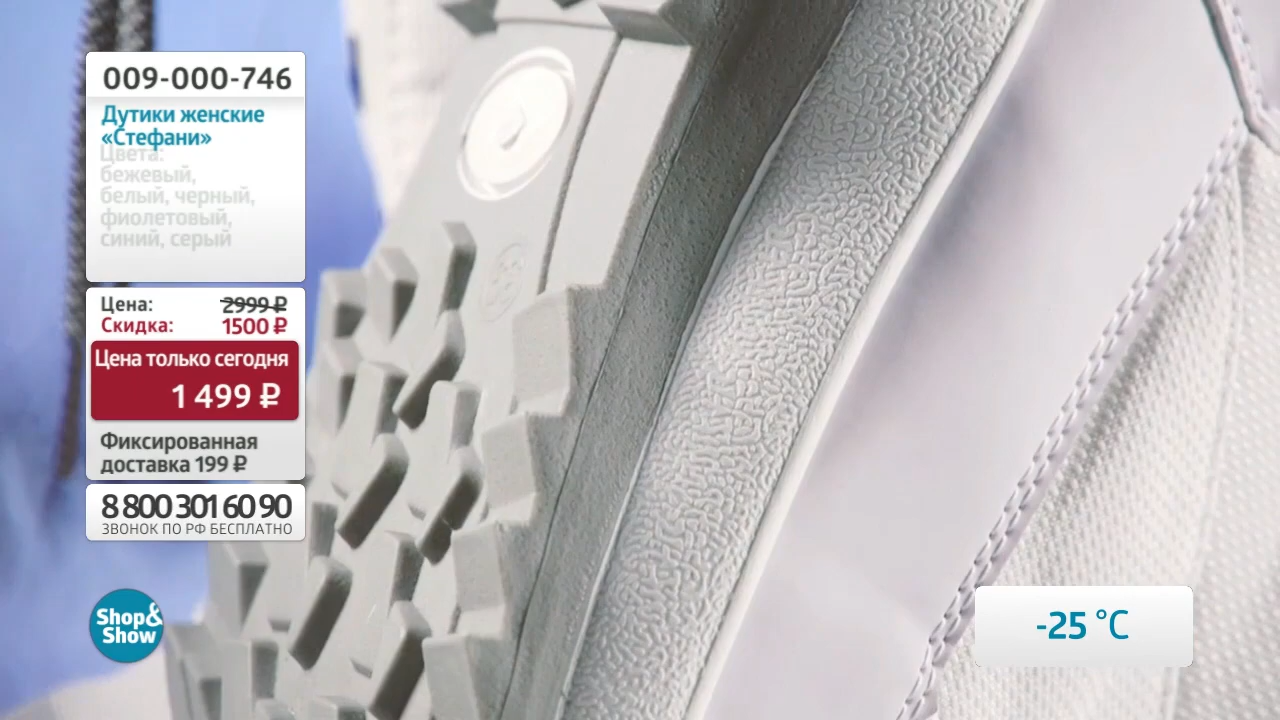 009-000-746
Дутики женские
«Стефани»
Цвета:
бежевый,
белый, черный,
фиолетовый,
синий, серый
Цена: 2999 ₽
Скидка: 1500 ₽
Цена только сегодня
1 499 ₽
Фиксированная
доставка 199 ₽
8 800 301 60 90
ЗВОНОК ПО РФ БЕСПЛАТНО
Shop&
Show
-25 °C